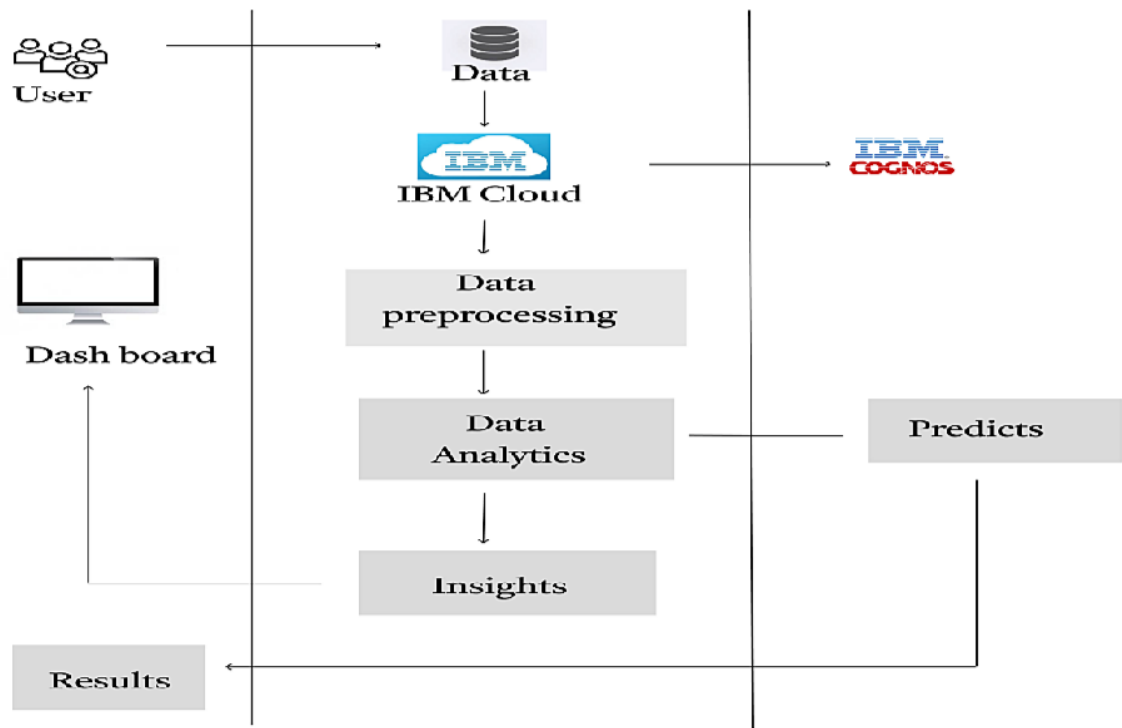 User
Data
IBM
IBM Cloud
IBM
COGNOS
Data
preprocessing
Dash board
Data
Analytics
Predicts
Insights
Results